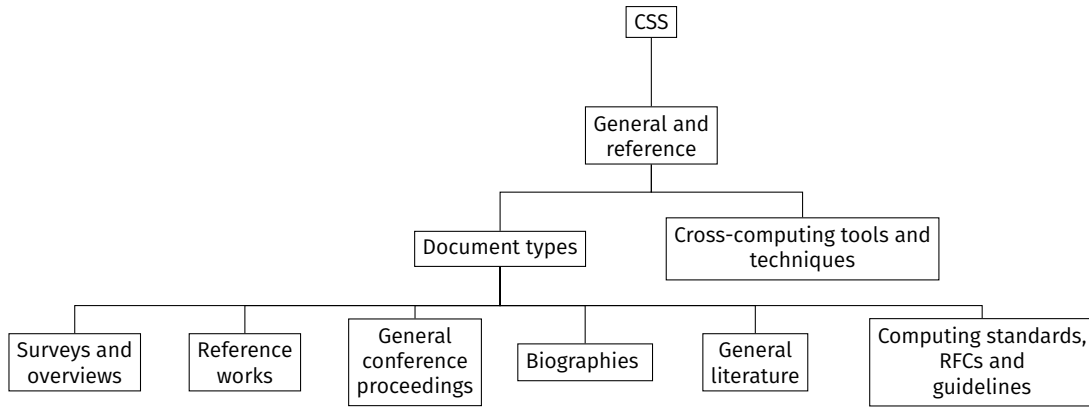 CSS
General and
reference
Document types
Cross-computing tools and
techniques
Surveys and
overviews
Reference
works
General
conference
proceedings
Biographies
General
literature
Computing standards,
RFCs and
guidelines